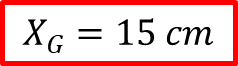 X_G = 15 cm